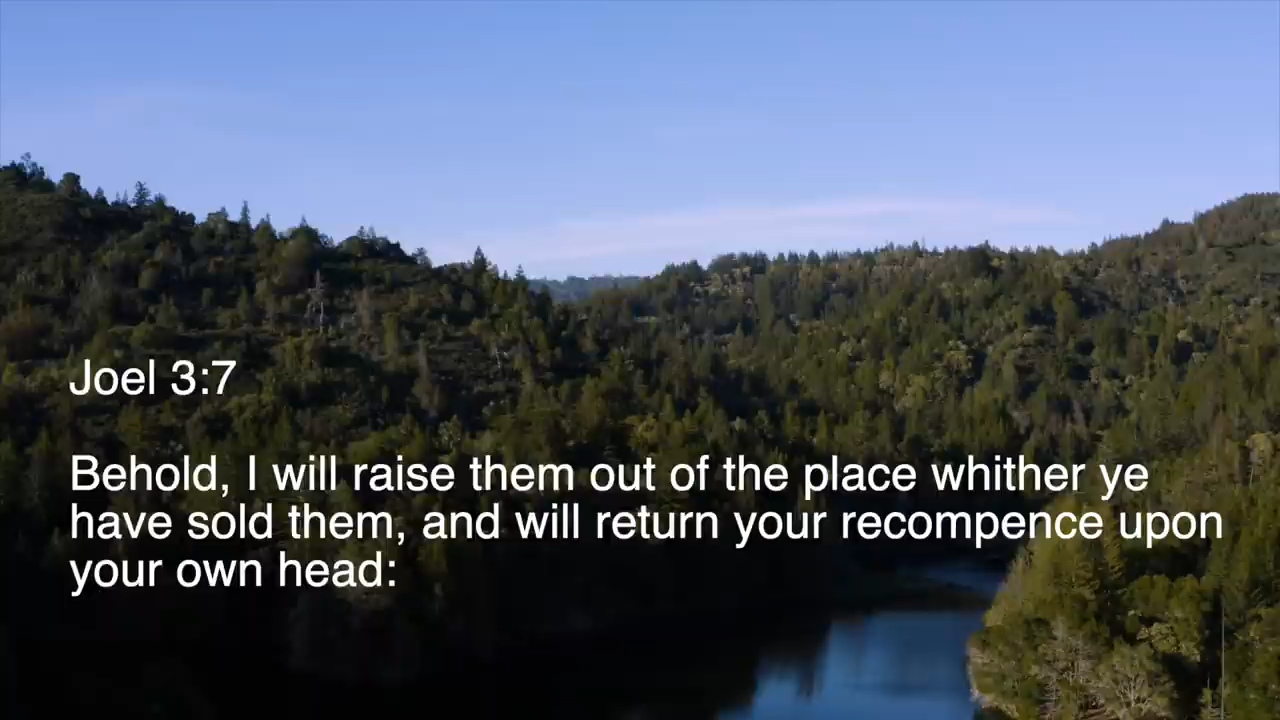 Joel 3:7
Behold, I will raise them out of the place whither ye
have sold them, and will return your recompence upon
your own head: